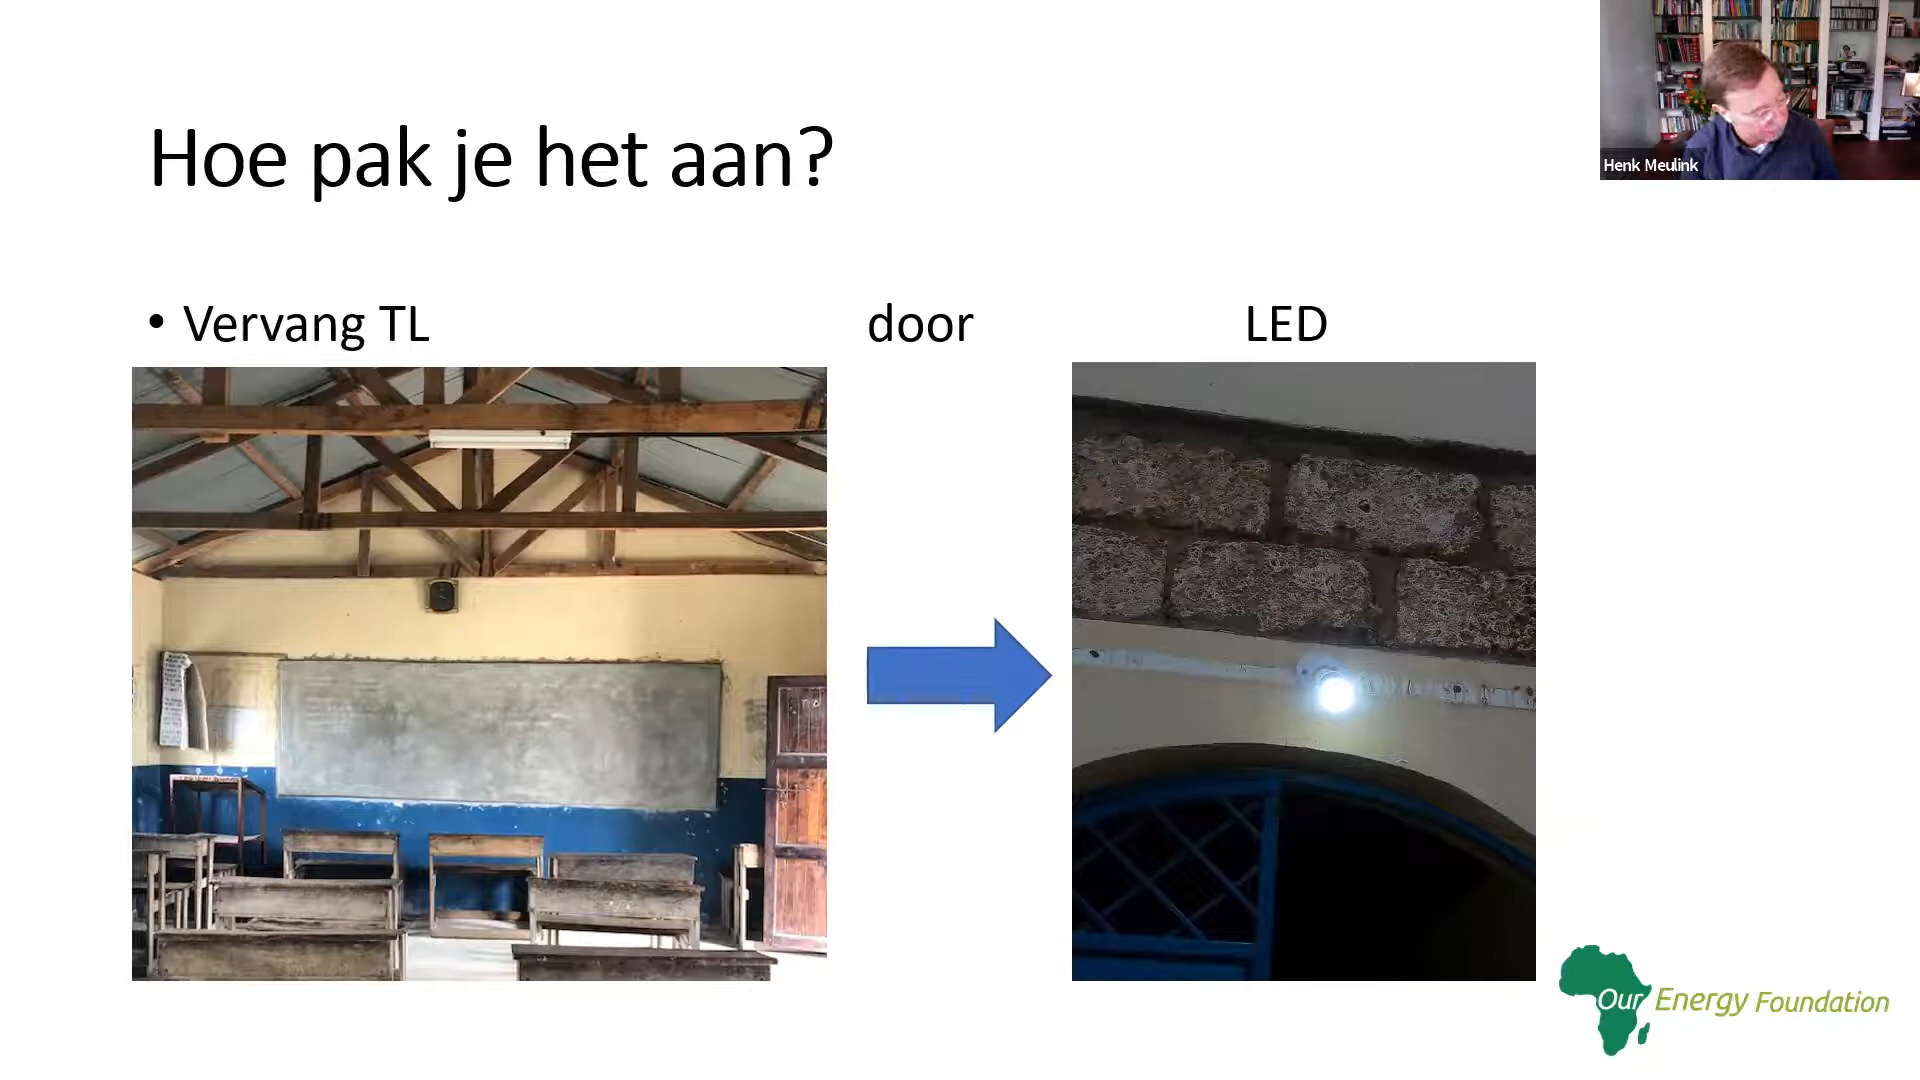 Hoe pak je het aan?
Henk Meulink
• Vervang TL door LED
Our Energy Foundation